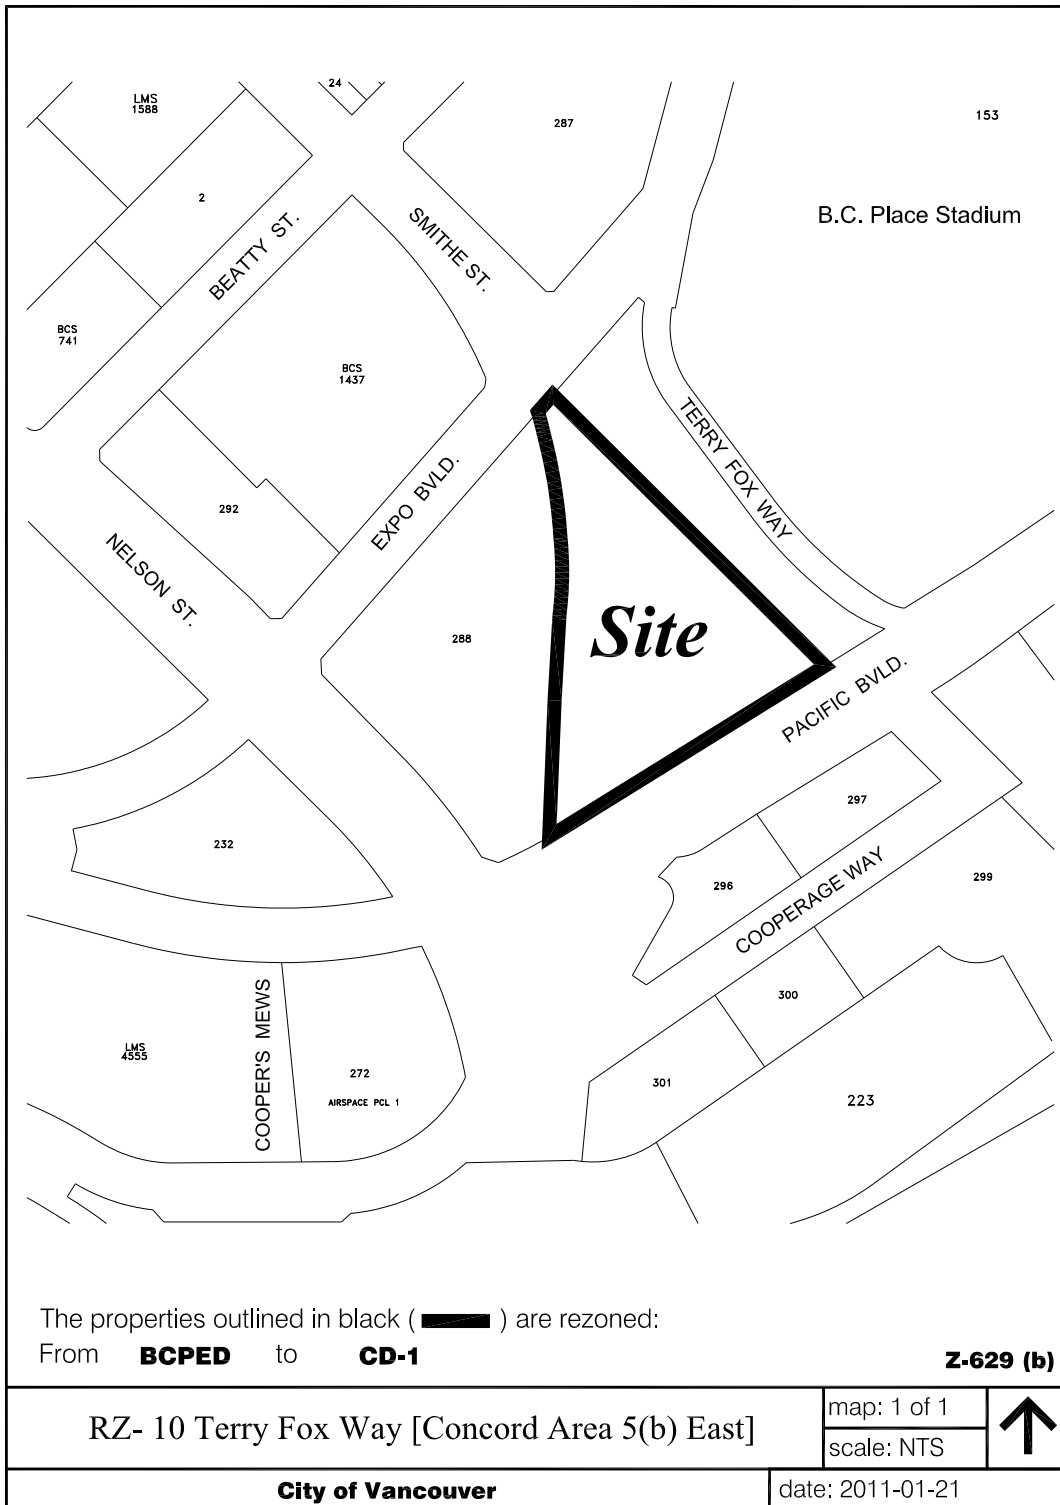 24
LMS
1588
287
153
2
B.C. Place Stadium
SMITHE ST.
BEATTY ST.
BCS
741
BCS
1437
TERRY FOX WAY
EXPO BVLD.
292
NELSON ST.
288
Site
PACIFIC BVLD.
297
232
296
299
COOPERAGE WAY
300
COOPER'S MEWS
LMS
4555
272
AIRSPACE PCL 1
301
223
The properties outlined in black ( ) are rezoned:
From BCPED to CD-1
Z-629 (b)
RZ- 10 Terry Fox Way [Concord Area 5(b) East]
map: 1 of 1
scale: NTS
City of Vancouver
date: 2011-01-21